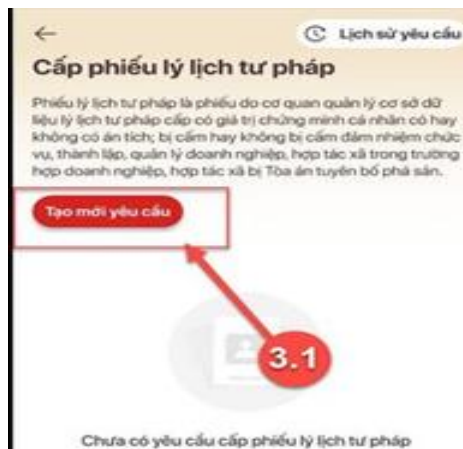 Lịch sử yêu cầu
Cấp phiếu lý lịch tư pháp
Phiếu lý lịch tư pháp là phiếu do cơ quan quản lý cơ sở dữ
liệu lý lịch tư pháp cấp có giá trị chứng minh cá nhân có hay
không có án tích; bị cấm hay không bị cấm đảm nhiệm chức
vụ, thành lập, quản lý doanh nghiệp, hợp tác xã trong trường
hợp doanh nghiệp, hợp tác xã bị Tòa án tuyên bố phá sản.
Tạo mới yêu cầu
3.1
Chưa có yêu cầu cấp phiếu lý lịch tư pháp